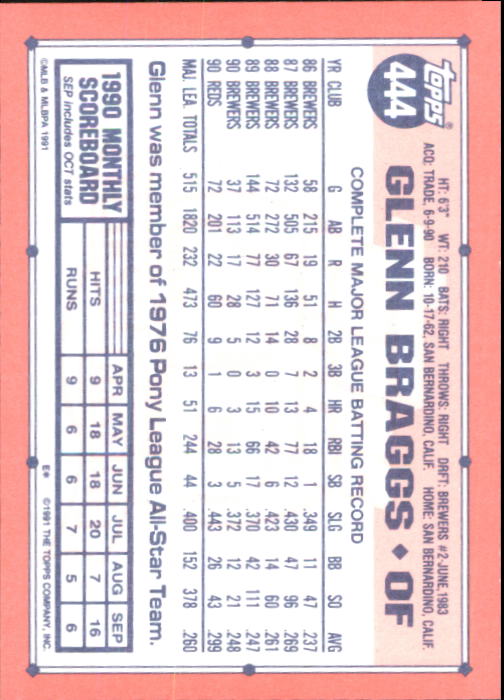 topps®
444
HT: 6'3" WT: 210 BATS: RIGHT THROWS: RIGHT DRFT: BREWERS #2-JUNE, 1983
ACQ: TRADE, 6-9-90 BORN: 10-17-62, SAN BERNARDINO, CALIF. HOME: SAN BERNARDINO, CALIF.
GLENN BRAGGS ◆ OF
COMPLETE MAJOR LEAGUE BATTING RECORD
YR CLUB G AB R H 2B 3B HR RBI SB SLG BB SO AVG
86 BREWERS 58 215 19 51 8 2 4 18 1 .349 11 47 .237
87 BREWERS 132 505 67 136 28 7 13 77 12 .430 47 96 .269
88 BREWERS 72 272 30 71 14 0 10 42 6 .423 14 60 .261
89 BREWERS 144 514 77 127 12 3 15 66 17 .370 42 111 .247
90 BREWERS 37 113 17 28 5 0 3 13 5 .372 12 21 .248
90 REDS 72 201 22 60 9 1 6 28 3 .443 26 43 .299
MAJ. LEA. TOTALS 515 1820 232 473 76 13 51 244 44 .400 152 378 .260
Glenn was member of 1976 Pony League All-Star Team.
1990 MONTHLY
SCOREBOARD
SEP includes OCT stats
APR MAY JUN JUL AUG SEP
HITS 9 18 18 20 7 16
RUNS 9 6 6 7 5 6
©MLB & MLBPA 1991
E* ©1991 THE TOPPS COMPANY, INC.